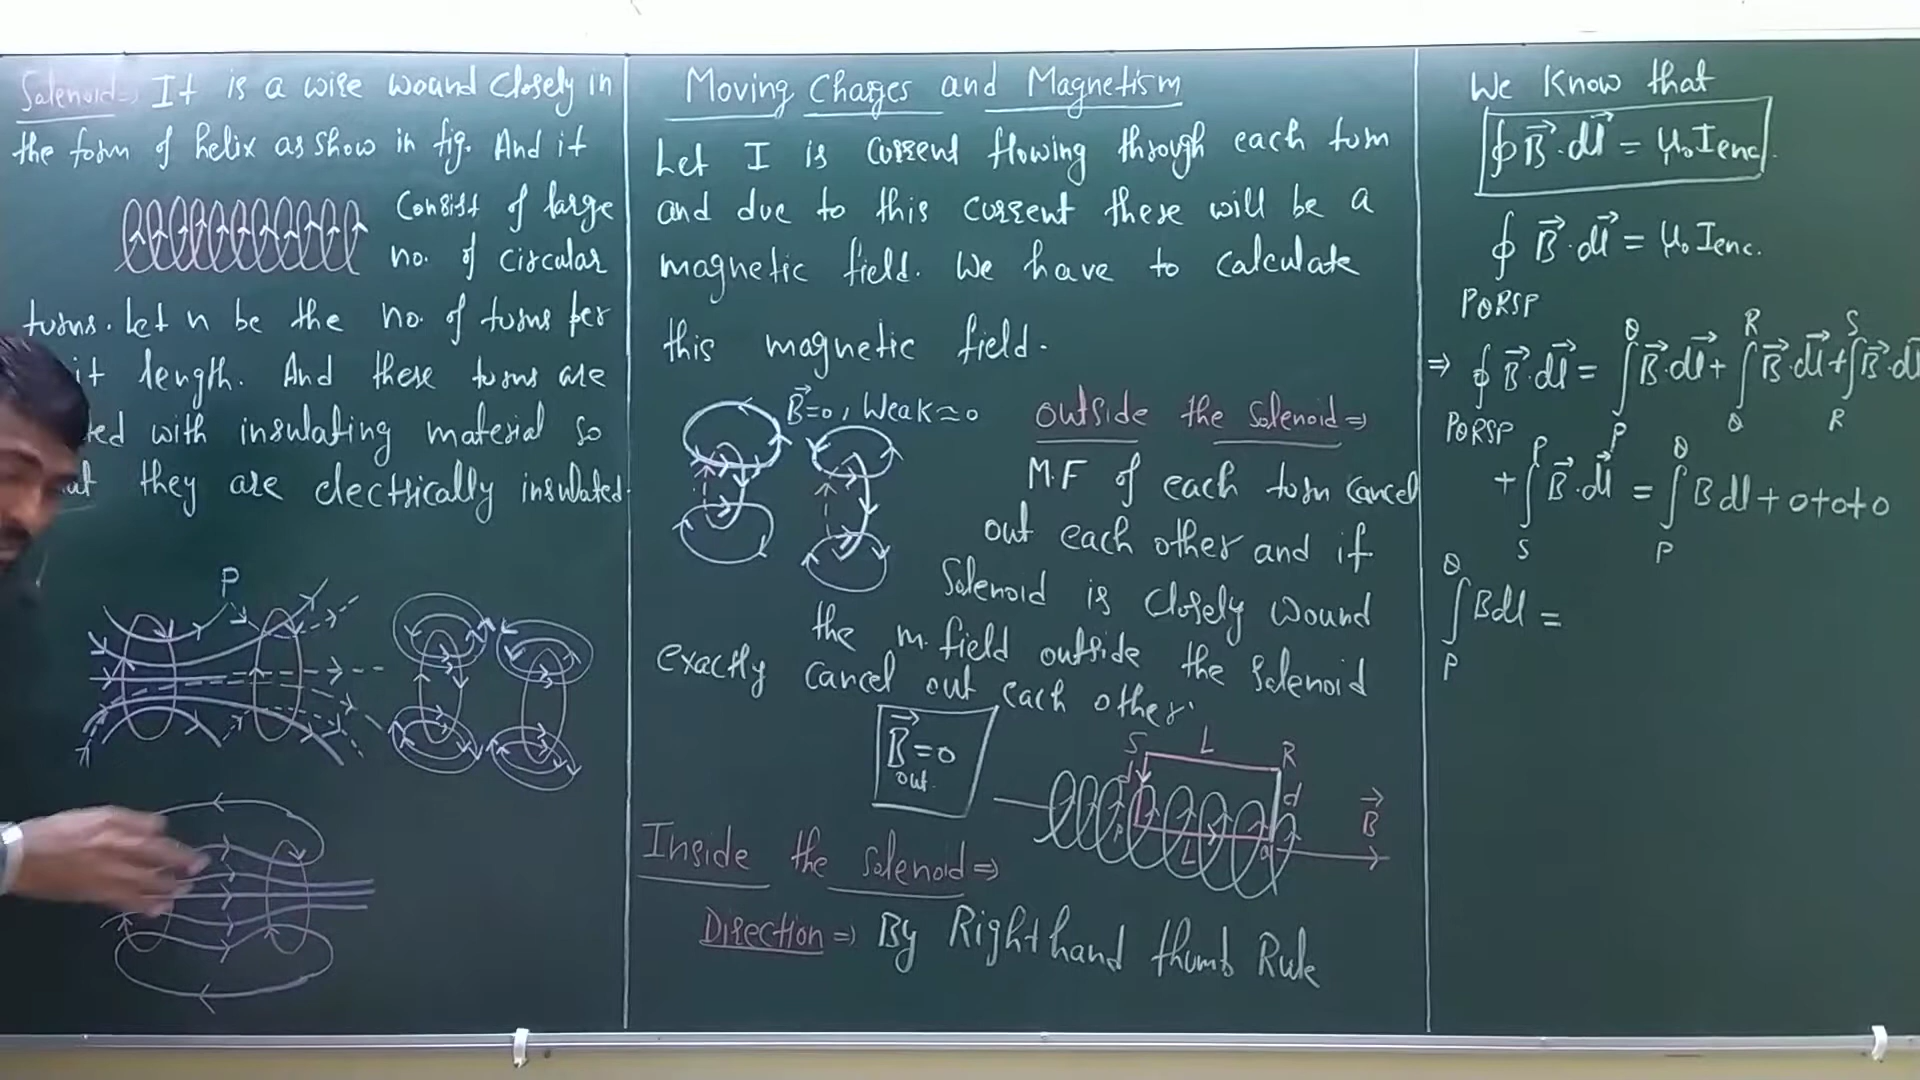 Solenoid ⇒ It is a wire wound closely in
the form of helix as show in fig. And it
consist of large
no. of circular
turns. Let n be the no. of turns per
it length. And these turns are
ted with insulating material so
at they are electrically insulated.
P
Moving Charges and Magnetism
Let I is current flowing through each turn
and due to this current there will be a
magnetic field. We have to calculate
this magnetic field.
B⃗=0, Weak≈0
outside the solenoid ⇒
M.F of each turn cancel
out each other and if
Solenoid is closely wound
the m. field outside the solenoid
exactly cancel out each other.
B⃗ = 0
out.
S L R
d d
P L Q
B⃗
Inside the solenoid ⇒
Direction ⇒ By Right hand thumb Rule
We Know that
∮B⃗·dl⃗ = μ₀Ienc.
∮ B⃗·dl⃗ = μ₀Ienc.
PQRSP
Q R S
⇒ ∮ B⃗·dl⃗ = ∫B⃗·dl⃗ + ∫B⃗·dl⃗ + ∫B⃗·dl⃗
PQRSP P Q R
P Q
+ ∫B⃗·dl⃗ = ∫B dl + 0+0+0
S P
Q
∫Bdl =
P